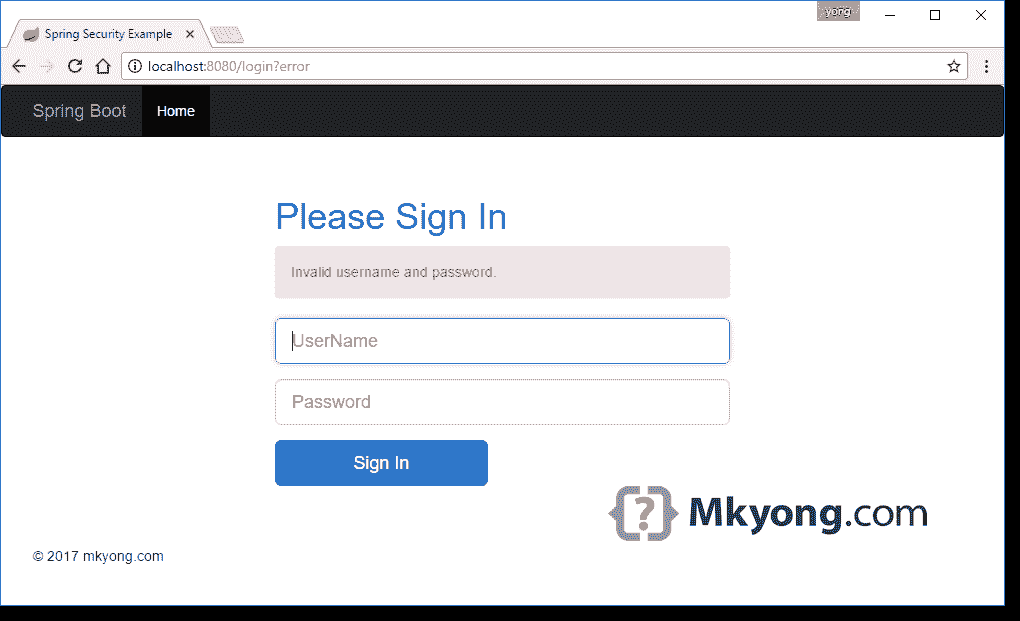 yong
Spring Security Example
localhost:8080/login?error
Spring Boot Home
Please Sign In
Invalid username and password.
UserName
Password
Sign In
{?} Mkyong.com
© 2017 mkyong.com